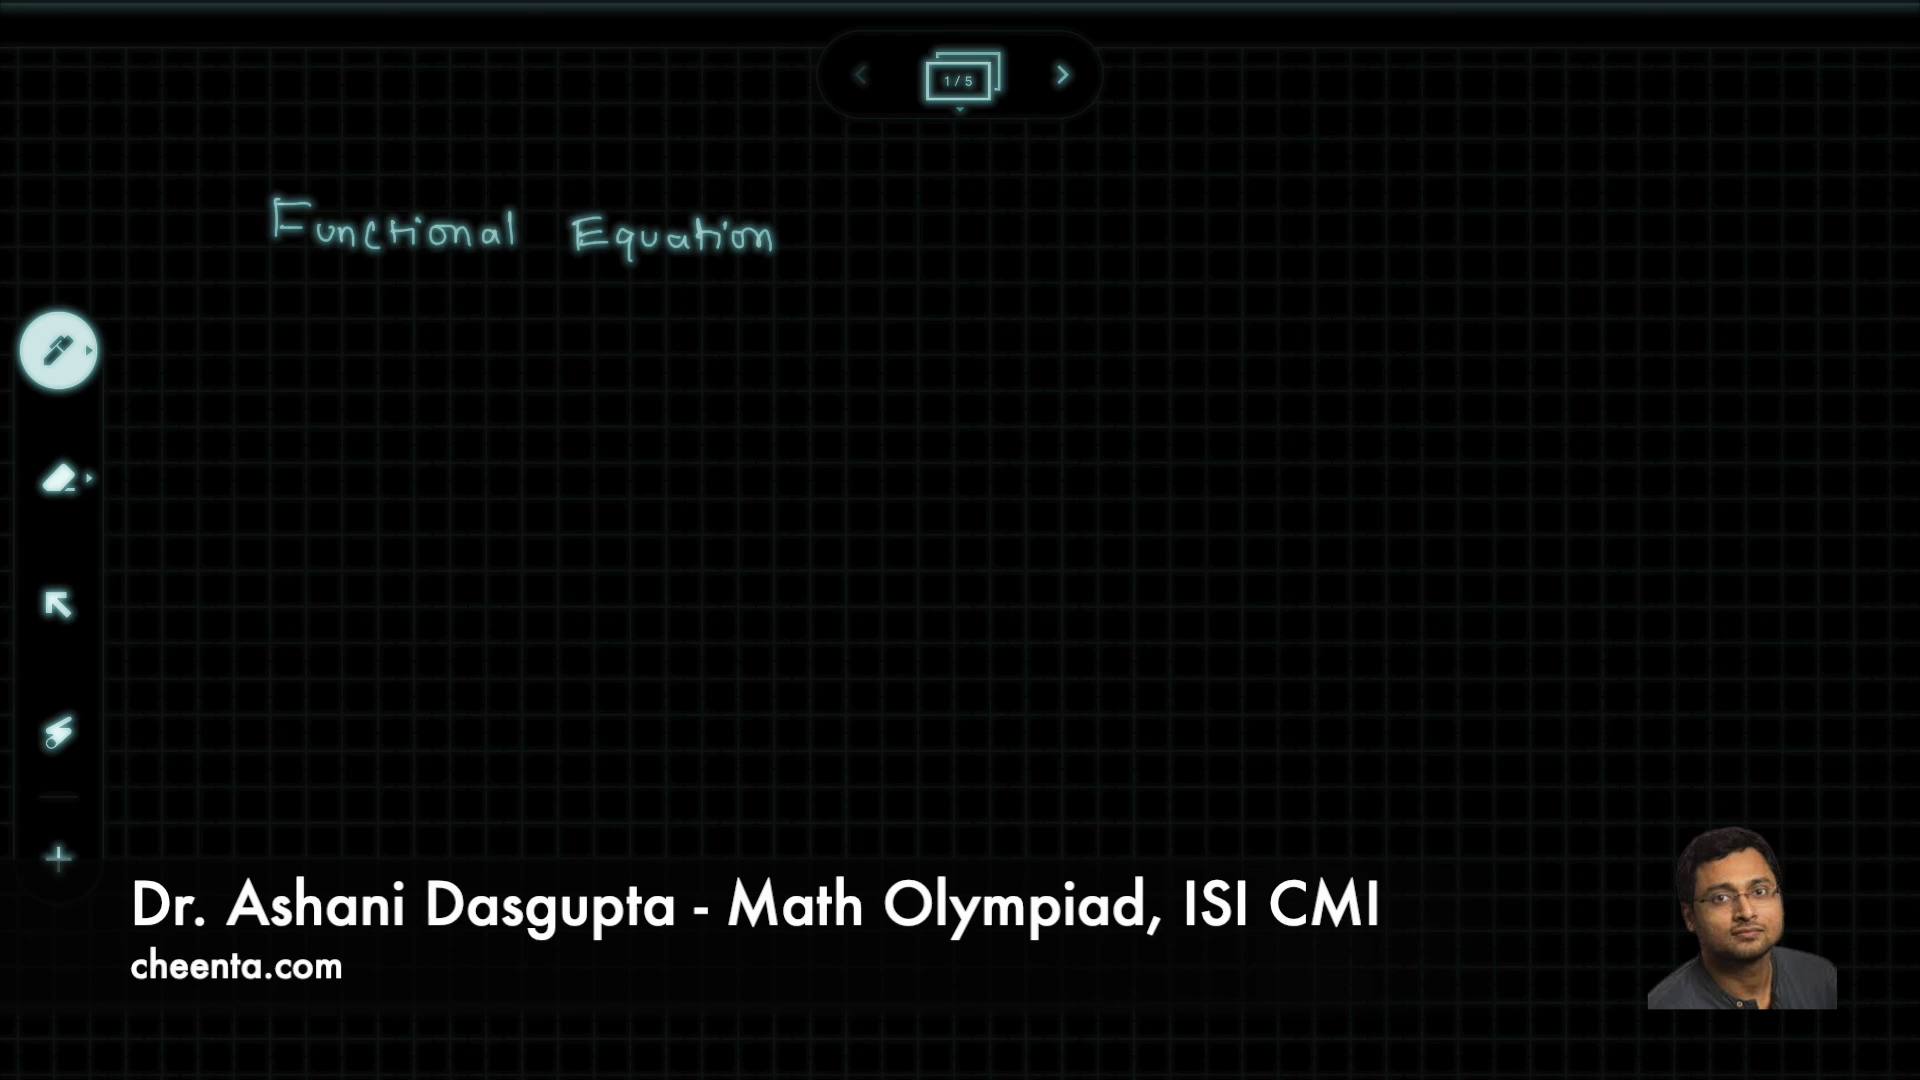 1 / 5
Functional Equation
Dr. Ashani Dasgupta - Math Olympiad, ISI CMI
cheenta.com